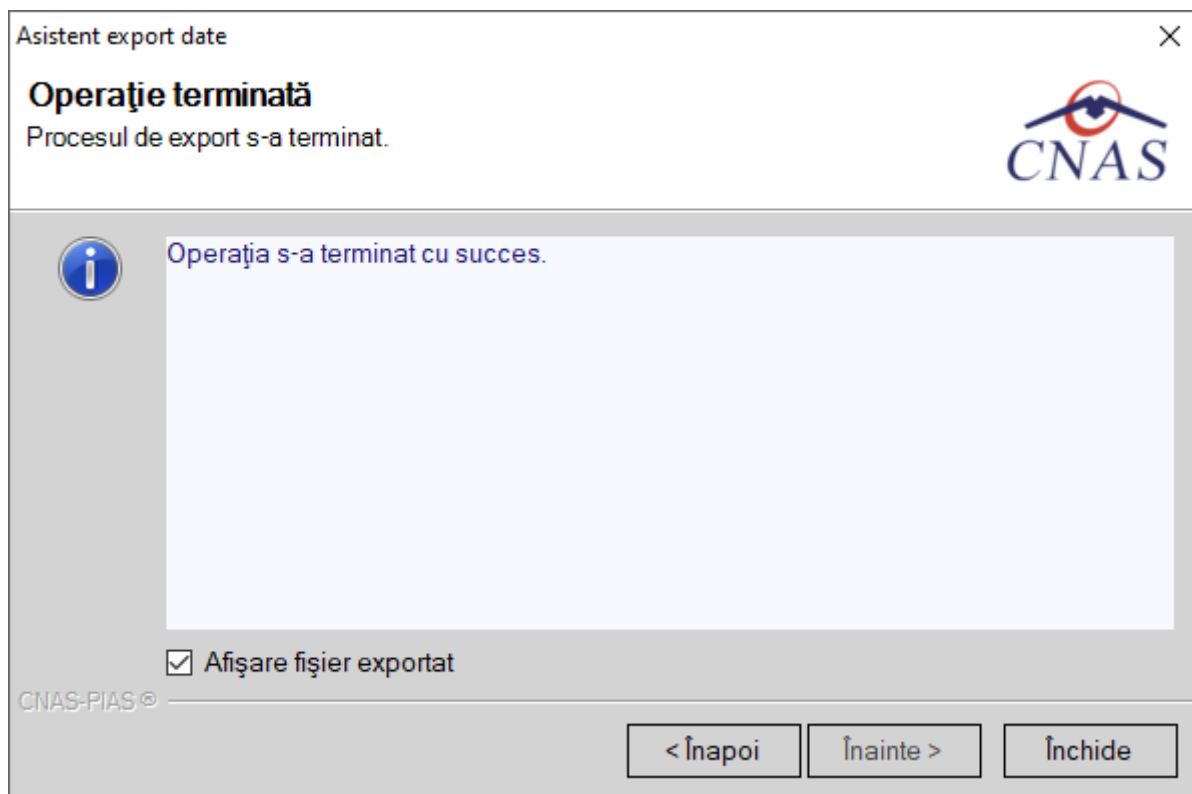 Asistent export date
Operaţie terminată
Procesul de export s-a terminat.
CNAS
Operaţia s-a terminat cu succes.
Afişare fişier exportat
CNAS-PIAS ®
< Înapoi
Înainte >
Închide